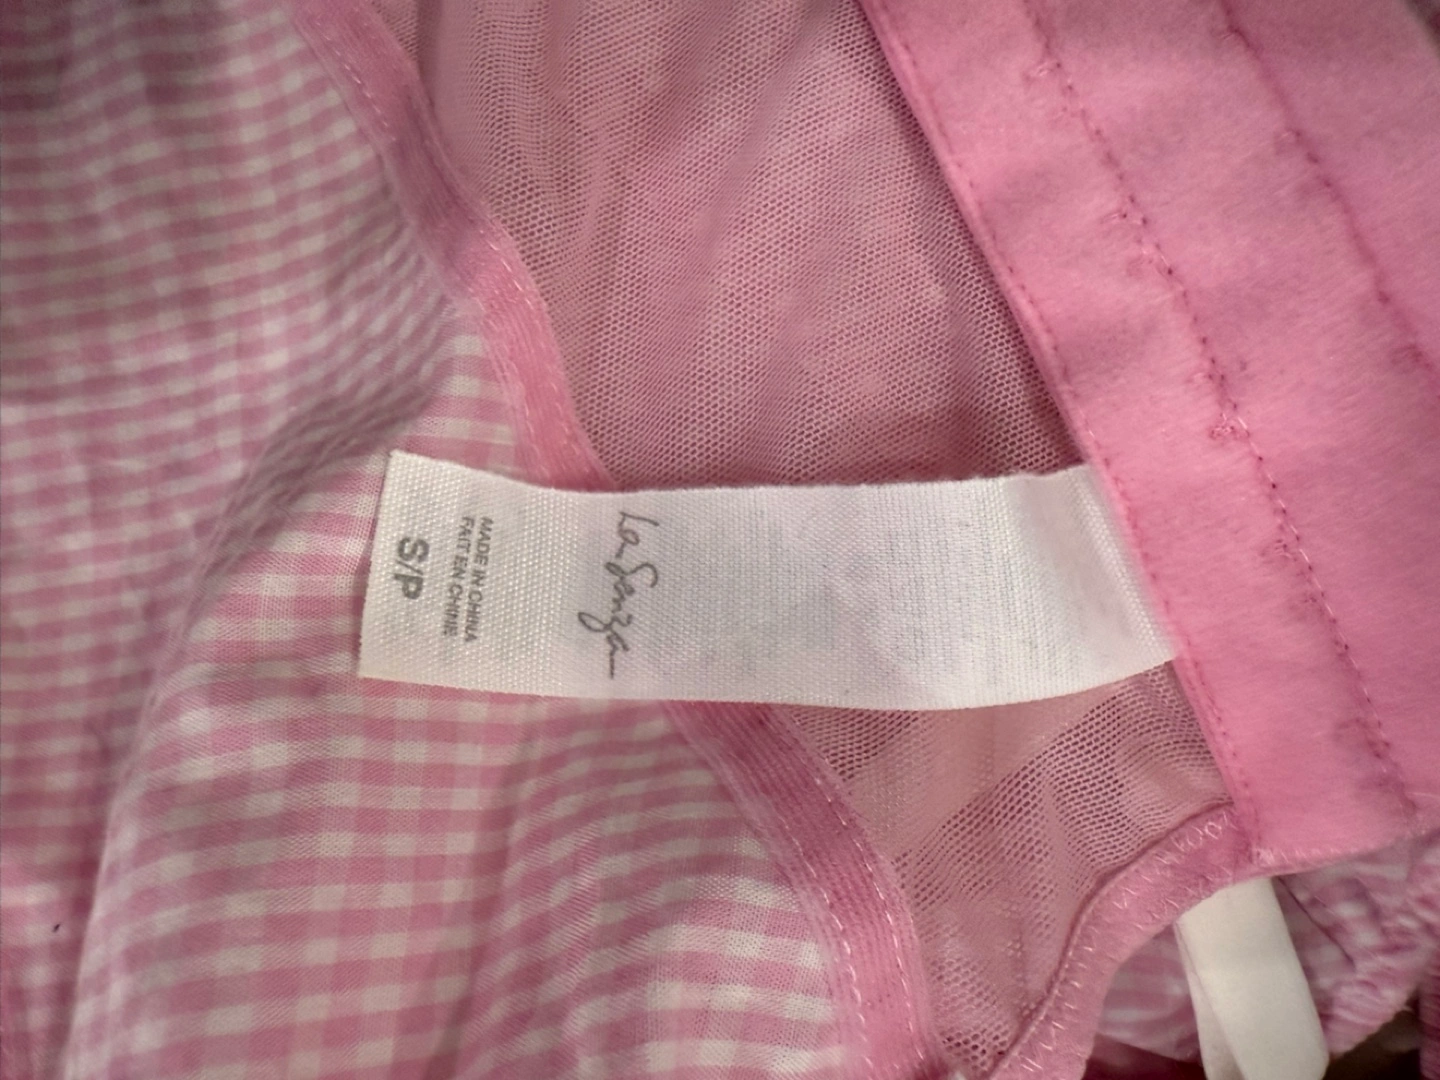 La Senza
MADE IN CHINA
FAIT EN CHINE
S/P